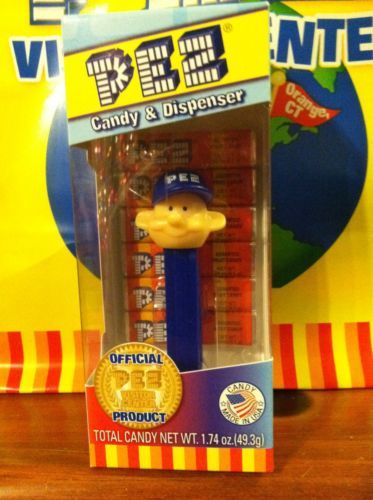 PEZ
VI
ENTE
PEZ®
Candy & Dispenser
Orange,
CT
PEZ
OFFICIAL
PEZ
PRODUCT
CANDY
MADE IN USA
TOTAL CANDY NET WT. 1.74 oz.(49.3g)